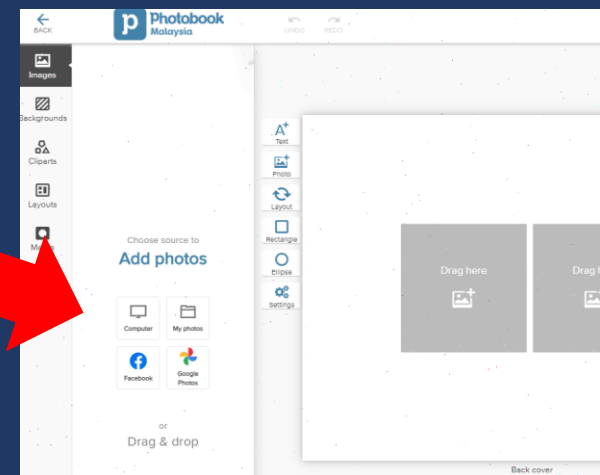 BACK
Photobook
Malaysia
UNDO REDO
Images
Backgrounds
Cliparts
Layouts
Text
Photo
Layout
Rectangle
Ellipse
Settings
Choose source to
Add photos
Computer
My photos
Facebook
Google
Photos
or
Drag & drop
Drag here
Drag
Back cover